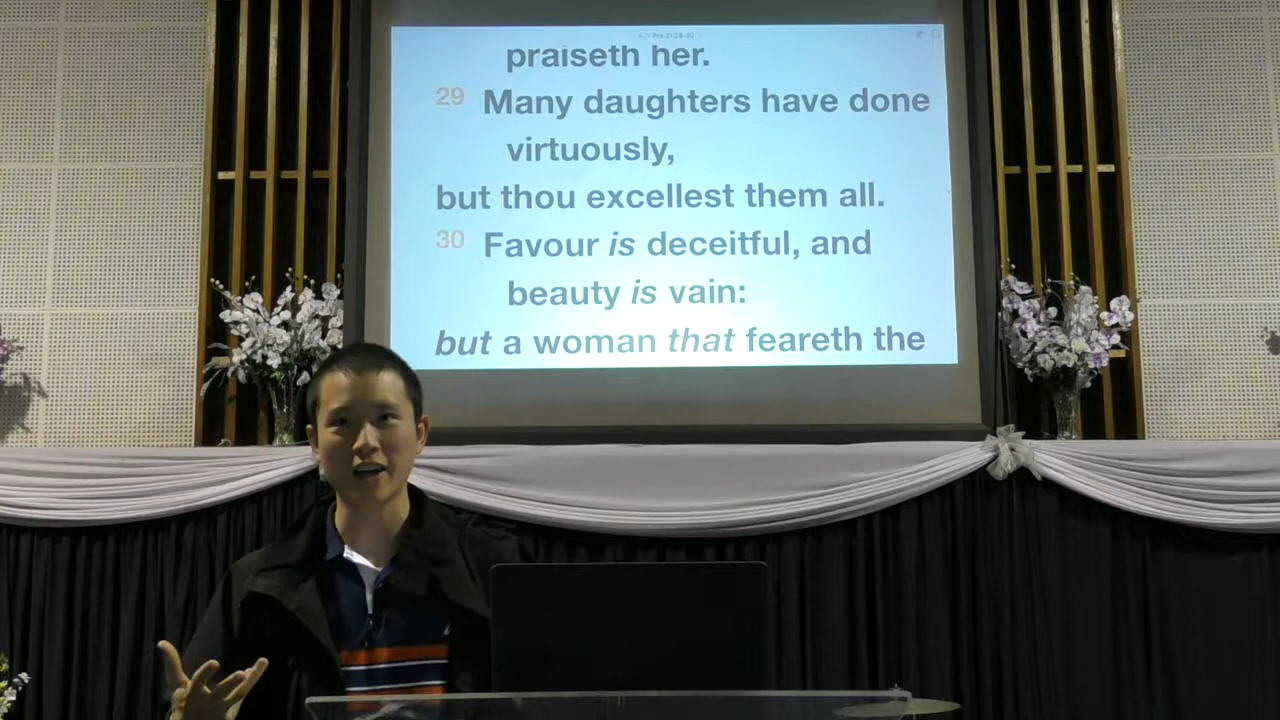 praiseth her.
29 Many daughters have done
virtuously,
but thou excellest them all.
30 Favour is deceitful, and
beauty is vain:
but a woman that feareth the